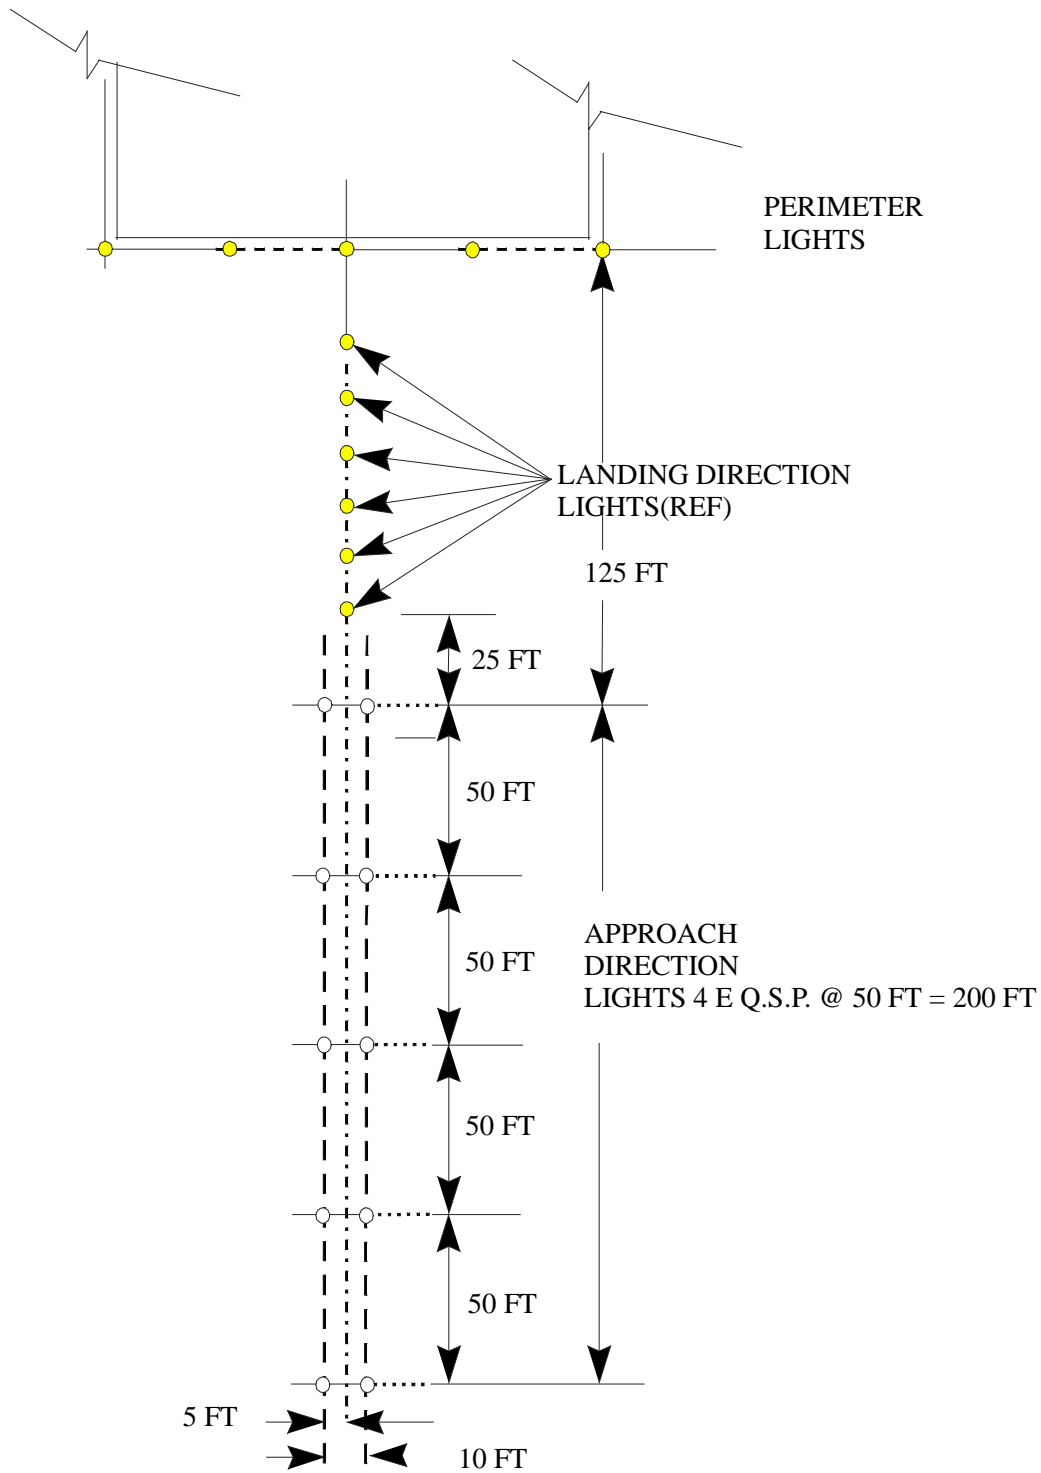 PERIMETER
LIGHTS
LANDING DIRECTION
LIGHTS(REF)
125 FT
25 FT
50 FT
50 FT
APPROACH
DIRECTION
LIGHTS 4 E Q.S.P. @ 50 FT = 200 FT
50 FT
50 FT
5 FT
10 FT